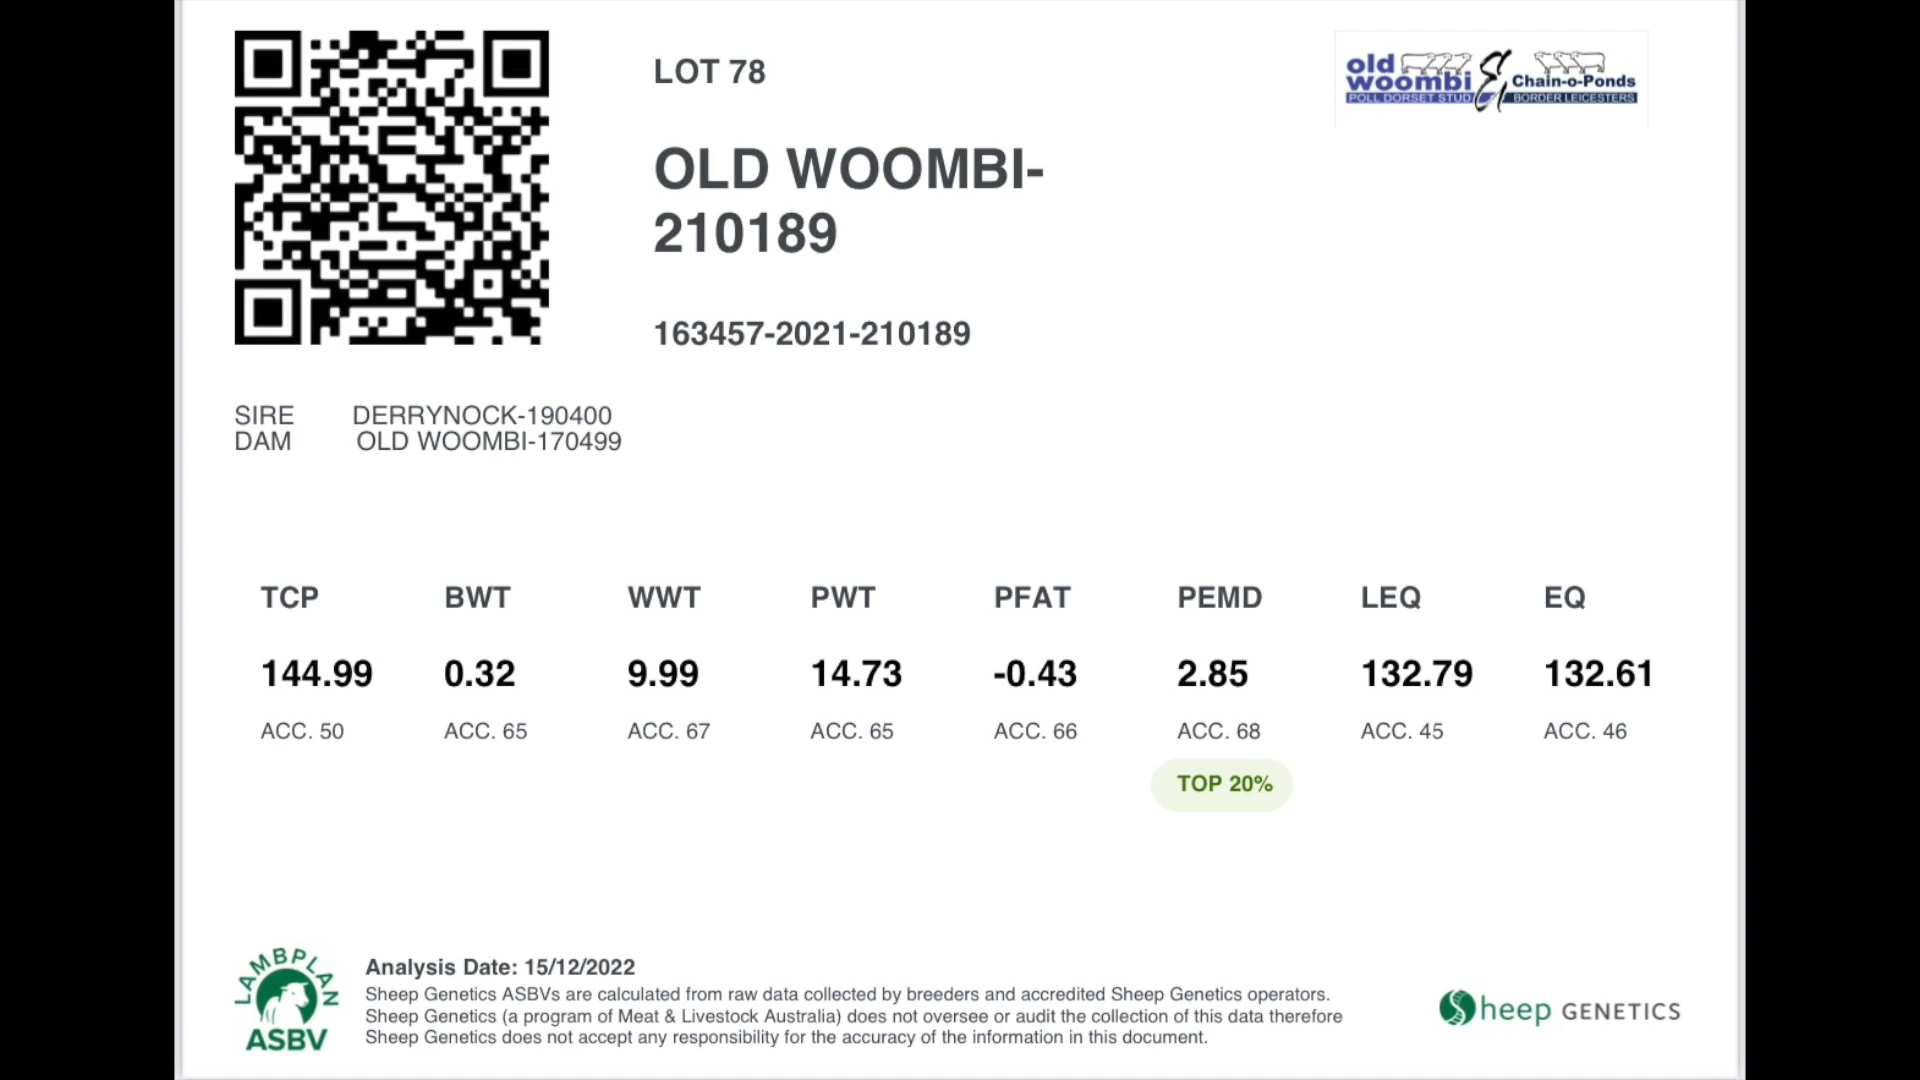 LOT 78
old woombi & Chain-o-Ponds
POLL DORSET STUD BORDER LEICESTERS
OLD WOOMBI-
210189
163457-2021-210189
SIRE DERRYNOCK-190400
DAM OLD WOOMBI-170499
TCP BWT WWT PWT PFAT PEMD LEQ EQ
144.99 0.32 9.99 14.73 -0.43 2.85 132.79 132.61
ACC. 50 ACC. 65 ACC. 67 ACC. 65 ACC. 66 ACC. 68 ACC. 45 ACC. 46
TOP 20%
LAMBPLAN
ASBV
Analysis Date: 15/12/2022
Sheep Genetics ASBVs are calculated from raw data collected by breeders and accredited Sheep Genetics operators.
Sheep Genetics (a program of Meat & Livestock Australia) does not oversee or audit the collection of this data therefore
Sheep Genetics does not accept any responsibility for the accuracy of the information in this document.
Sheep GENETICS